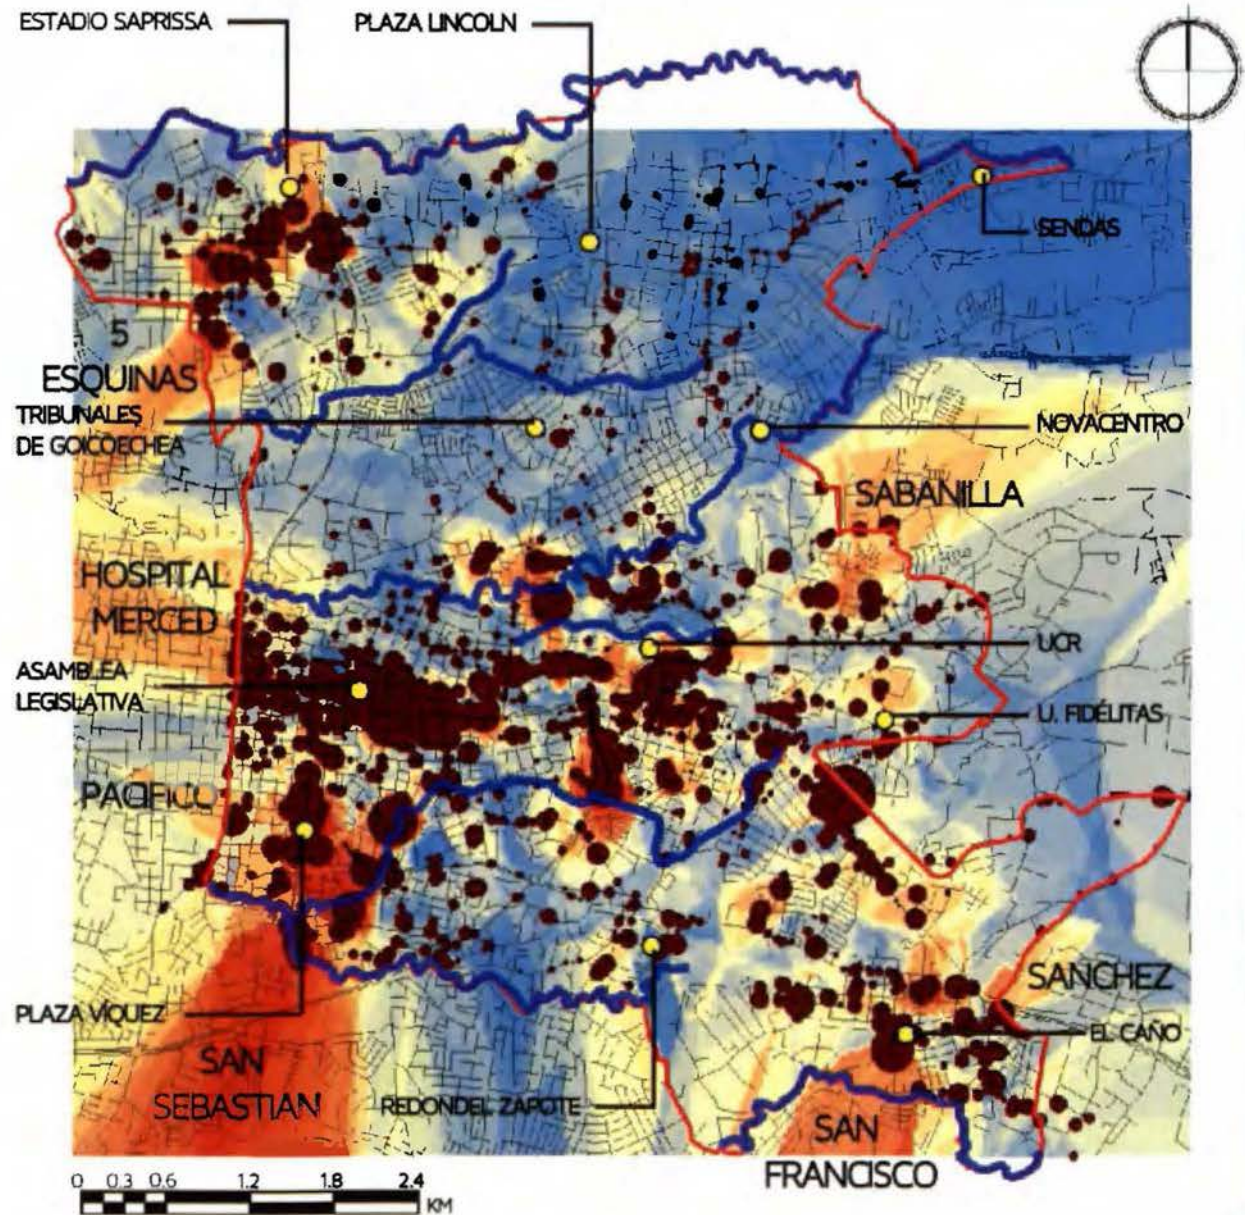 ESTADIO SAPRISSA
PLAZA LINCOLN
SENDAS
5
ESQUINAS
TRIBUNALES
DE GOICOECHEA
NOVACENTRO
SABANILLA
HOSPITAL
MERCED
UCR
ASAMBLEA
LEGISLATIVA
U. FIDÉLITAS
PACIFICO
SANCHEZ
PLAZA VÍQUEZ
EL CAÑO
SAN
SEBASTIAN
REDONDEL ZAPOTE
SAN
FRANCISCO
0 0.3 0.6 1.2 1.8 2.4
KM